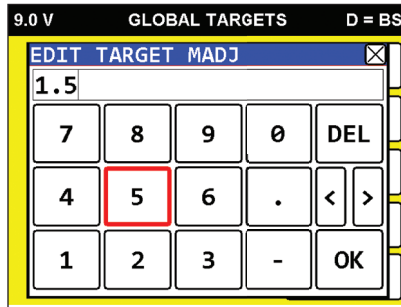 9.0 V GLOBAL TARGETS D = BS
EDIT TARGET MADJ
1.5
7 8 9 0 DEL
4 5 6 . < >
1 2 3 - OK